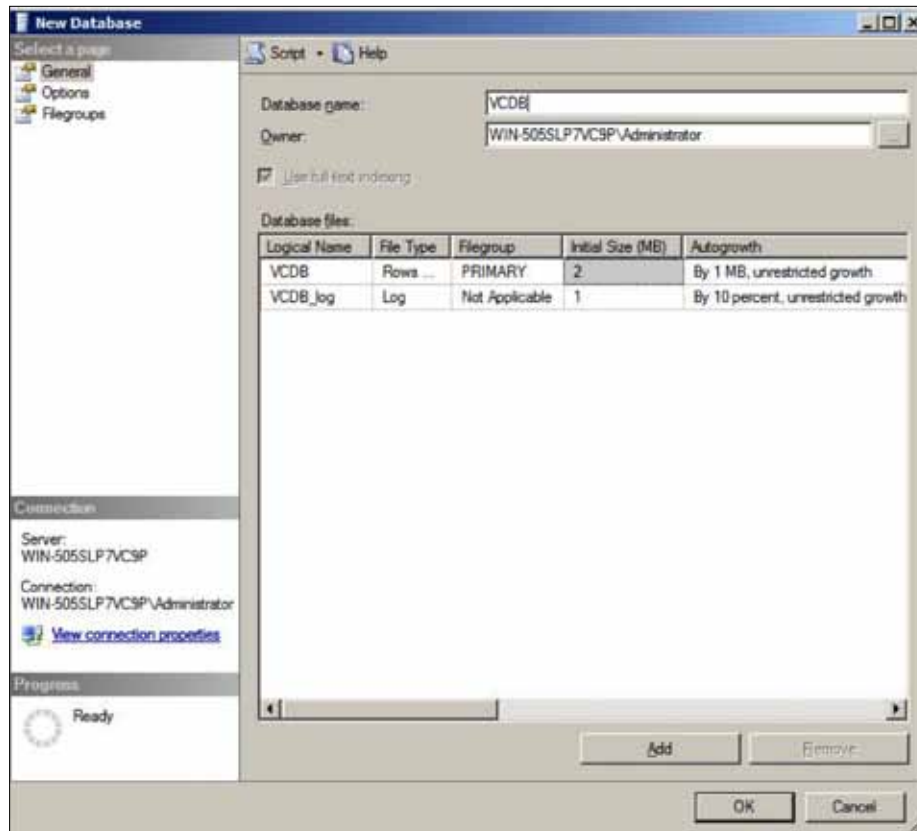 New Database
Select a page
General
Options
Filegroups
Script
Help
Database name:
VCDB
Owner:
WIN-505SLP7VC9P\Administrator
...
Use full-text indexing
Database files:
Logical Name File Type Filegroup Initial Size (MB) Autogrowth
VCDB Rows ... PRIMARY 2 By 1 MB, unrestricted growth
VCDB_log Log Not Applicable 1 By 10 percent, unrestricted growth
Connection
Server:
WIN-505SLP7VC9P
Connection:
WIN-505SLP7VC9P\Administrator
View connection properties
Progress
Ready
Add
Remove
OK
Cancel